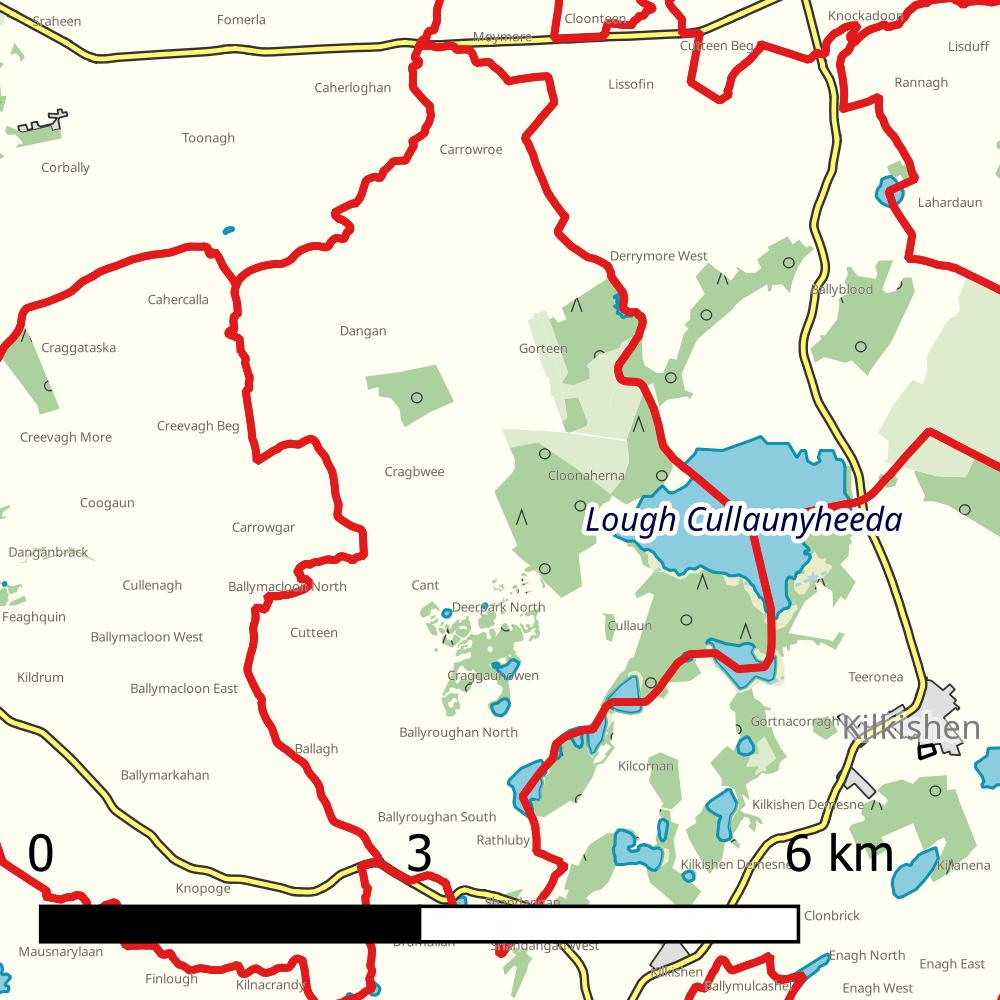 Sraheen
Fomerla
Cloonteen
Knockadoon
Moymore
Cutteen Beg
Lisduff
Caherloghan
Lissofin
Rannagh
Toonagh
Carrowroe
Corbally
Lahardaun
Derrymore West
Ballyblood
Cahercalla
Dangan
Craggataska
Gorteen
Creevagh Beg
Creevagh More
Cragbwee
Cloonaherna
Coogaun
Carrowgar
Lough Cullaunyheeda
Danganbrack
Cullenagh
Ballymacloon North
Cant
Deerpark North
Feaghquin
Cutteen
Cullaun
Ballymacloon West
Kildrum
Craggaunowen
Teeronea
Ballymacloon East
Gortnacorragh
Kilkishen
Ballyroughan North
Ballagh
Kilcornan
Ballymarkahan
Kilkishen Demesne
Ballyroughan South
Rathluby
0 3 6 km
Kilkishen Demesne
Kilanena
Knopoge
Shandangan
Clonbrick
Drumullan
Shandangan West
Mausnarylaan
Enagh North
Enagh East
Finlough
Kilnacrandy
Kilkishen
Ballymulcashel
Enagh West